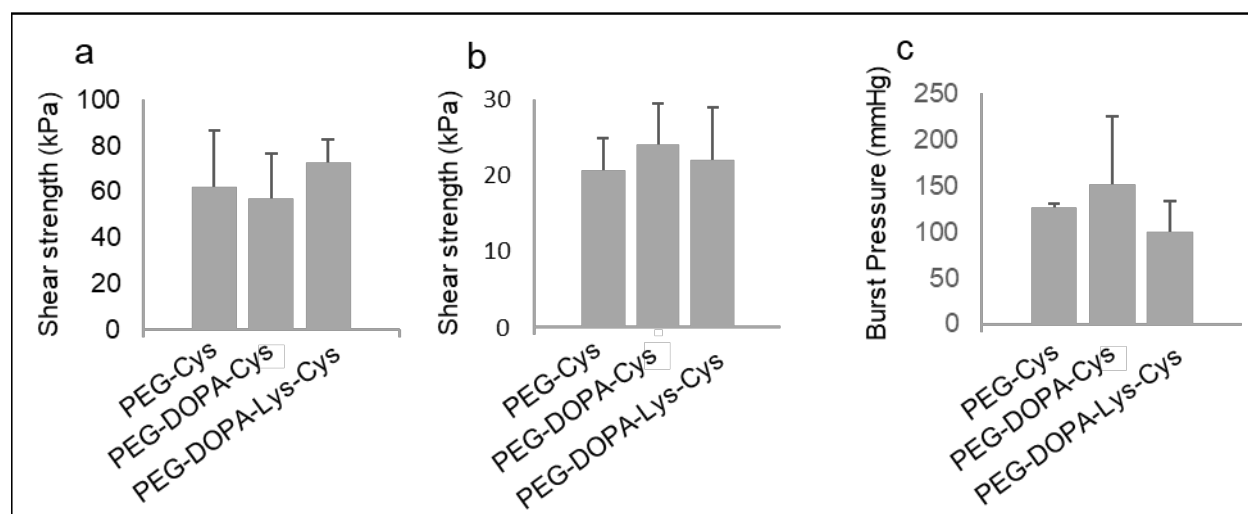 a
Shear strength (kPa)
100
80
60
40
20
0
PEG-Cys
PEG-DOPA-Cys
PEG-DOPA-Lys-Cys
b
Shear strength (kPa)
30
20
10
0
PEG-Cys
PEG-DOPA-Cys
PEG-DOPA-Lys-Cys
c
Burst Pressure (mmHg)
250
200
150
100
50
0
PEG-Cys
PEG-DOPA-Cys
PEG-DOPA-Lys-Cys